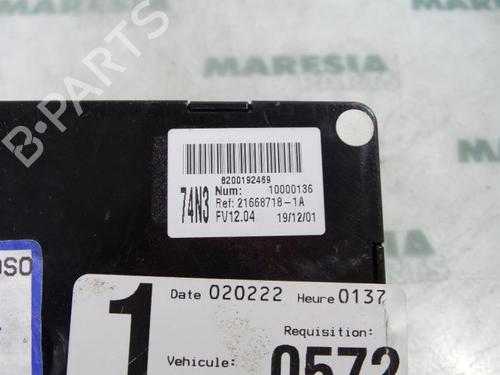 MARESIA
8200192469
74N3
Num: 10000136
Ref: 21668718-1A
FV12.04 19/12/01
OSO
1
Date 020222 Heure 0137
Requisition:
Vehicule: 0572
B-PARTS